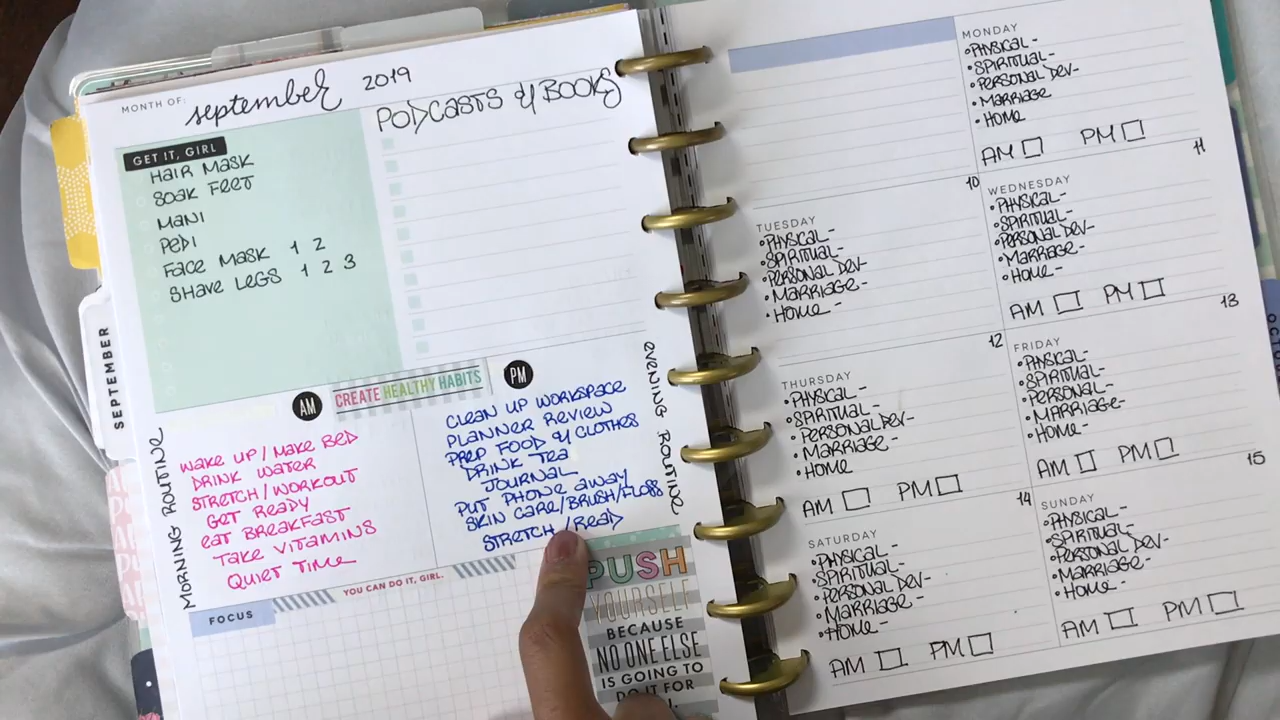 MONTH OF: september 2019
GET IT, GIRL
HAIR MASK
SOAK FEET
MANI
PEDI
FACE MASK 1 2
SHAVE LEGS 1 2 3
PODCASTS & BOOKS
SEPTEMBER
AM
CREATE HEALTHY HABITS
PM
MORNING ROUTINE
WAKE UP / MAKE BED
DRINK WATER
STRETCH / WORKOUT
GET READY
EAT BREAKFAST
TAKE VITAMINS
QUIET TIME
CLEAN UP WORKSPACE
PLANNER REVIEW
PREP FOOD & CLOTHES
DRINK TEA
JOURNAL
PUT PHONE AWAY
SKIN CARE/BRUSH/FLOSS
STRETCH / READ
EVENING ROUTINE
YOU CAN DO IT, GIRL.
FOCUS
PUSH
YOURSELF
BECAUSE
NO ONE ELSE
IS GOING TO
DO IT FOR
MONDAY
•PHYSICAL-
•SPIRITUAL-
•PERSONAL DEV-
•MARRIAGE
•HOME
AM PM
10
TUESDAY
•PHYSICAL-
•SPIRITUAL-
•PERSONAL DEV-
•MARRIAGE-
•HOME-
11
WEDNESDAY
•PHYSICAL-
•SPIRITUAL-
•PERSONAL DEV-
•MARRIAGE-
•HOME-
AM PM
12
THURSDAY
•PHYSICAL-
•SPIRITUAL-
•PERSONAL DEV-
•MARRIAGE-
•HOME
AM PM
13
FRIDAY
•PHYSICAL-
•SPIRITUAL-
•PERSONAL-
•MARRIAGE-
•HOME-
AM PM
14
SATURDAY
•PHYSICAL-
•SPIRITUAL-
•PERSONAL DEV-
•MARRIAGE-
•HOME-
AM PM
15
SUNDAY
•PHYSICAL-
•SPIRITUAL-
•PERSONAL DEV-
•MARRIAGE-
•HOME-
AM PM